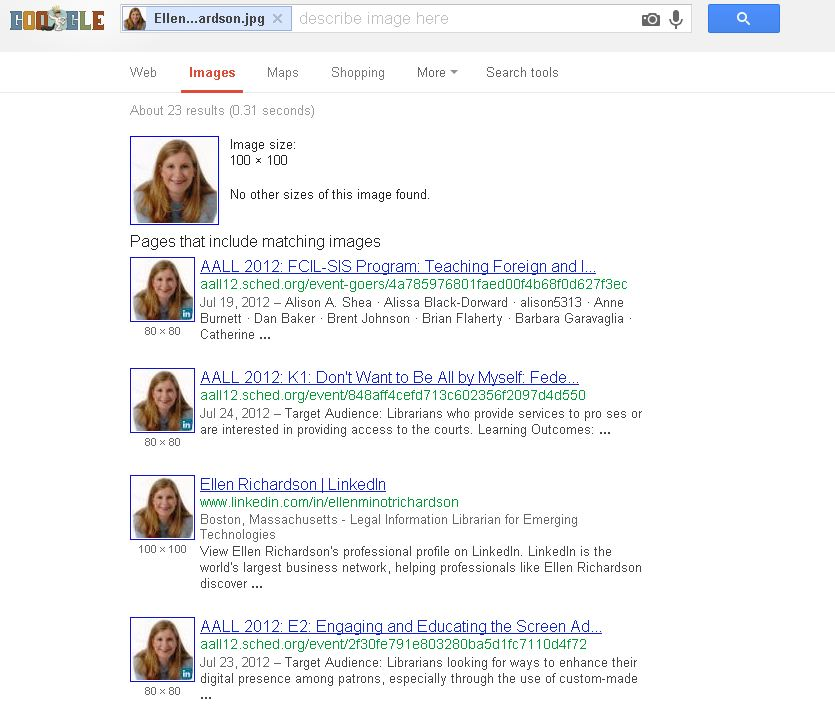 GOOGLE
Ellen...ardson.jpg × describe image here
Web Images Maps Shopping More Search tools
About 23 results (0.31 seconds)
Image size:
100 × 100
No other sizes of this image found.
Pages that include matching images
AALL 2012: FCIL-SIS Program: Teaching Foreign and I...
aall12.sched.org/event-goers/4a785976801faed00f4b68f0d627f3ec
Jul 19, 2012 – Alison A. Shea · Alissa Black-Dorward · alison5313 · Anne
Burnett · Dan Baker · Brent Johnson · Brian Flaherty · Barbara Garavaglia ·
Catherine ...
in
80 × 80
AALL 2012: K1: Don't Want to Be All by Myself: Fede...
aall12.sched.org/event/848aff4cefd713c602356f2097d4d550
Jul 24, 2012 – Target Audience: Librarians who provide services to pro ses or
are interested in providing access to the courts. Learning Outcomes: ...
in
80 × 80
Ellen Richardson | LinkedIn
www.linkedin.com/in/ellenminotrichardson
Boston, Massachusetts - Legal Information Librarian for Emerging
Technologies
100 × 100
View Ellen Richardson's professional profile on LinkedIn. LinkedIn is the
world's largest business network, helping professionals like Ellen Richardson
discover ...
AALL 2012: E2: Engaging and Educating the Screen Ad...
aall12.sched.org/event/2f30fe791e803280ba5d1fc7110d4f72
Jul 23, 2012 – Target Audience: Librarians looking for ways to enhance their
digital presence among patrons, especially through the use of custom-made
...
in
80 × 80